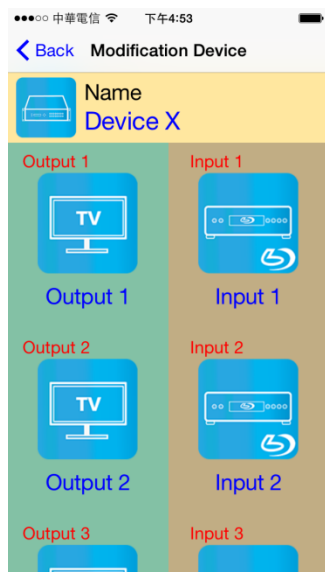 中華電信 下午4:53
Back Modification Device
Name
Device X
Output 1 Input 1
TV
Output 1 Input 1
Output 2 Input 2
TV
Output 2 Input 2
Output 3 Input 3